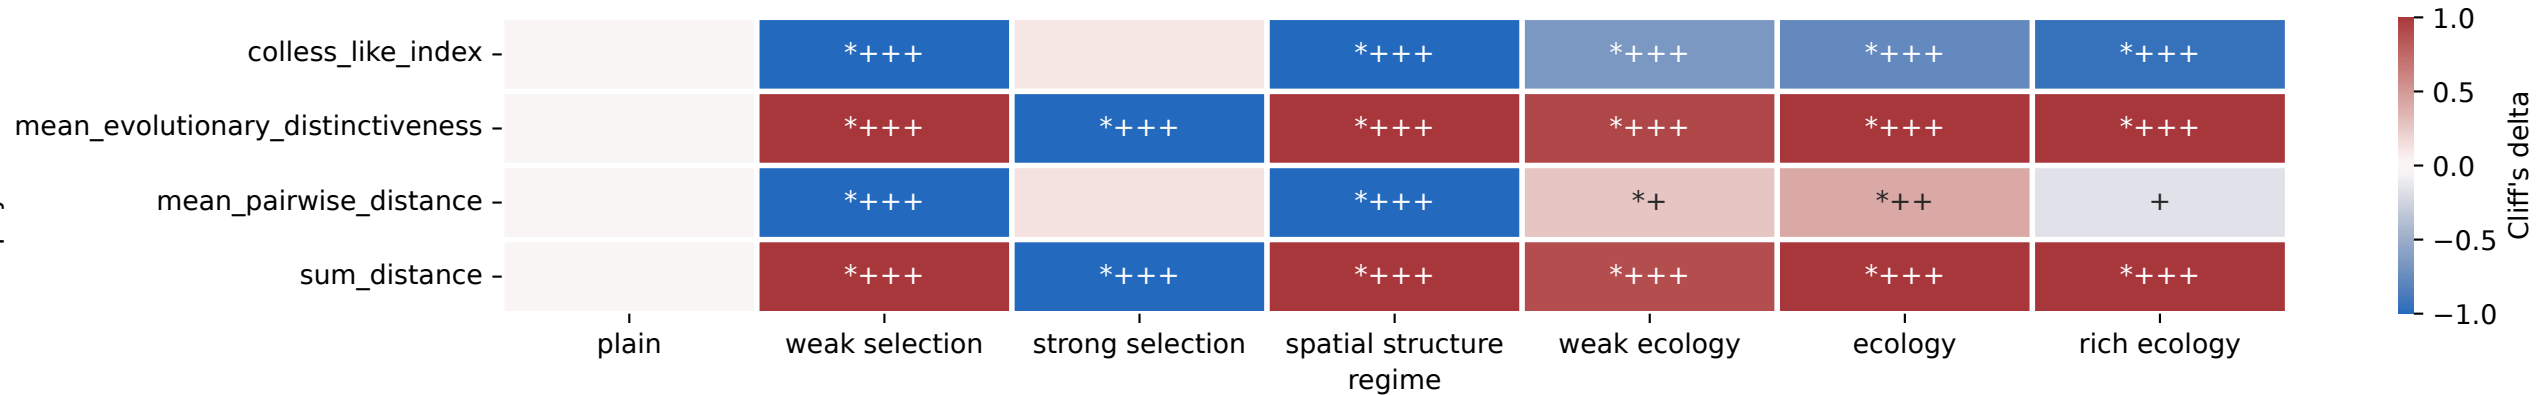 colless_like_index *+++ *+++ *+++ *+++ *+++
mean_evolutionary_distinctiveness *+++ *+++ *+++ *+++ *+++ *+++
mean_pairwise_distance *+++ *+++ *+ *++ +
sum_distance *+++ *+++ *+++ *+++ *+++ *+++
plain weak selection strong selection spatial structure weak ecology ecology rich ecology
regime
1.0
0.5
0.0
−0.5
−1.0
Cliff's delta